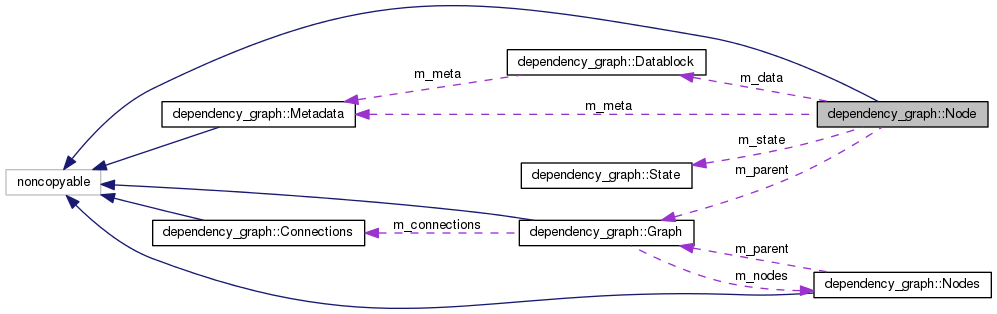 dependency_graph::Datablock
m_meta
m_data
dependency_graph::Metadata
m_meta
dependency_graph::Node
m_state
noncopyable
dependency_graph::State
m_parent
dependency_graph::Connections
m_connections
dependency_graph::Graph
m_parent
m_nodes
dependency_graph::Nodes